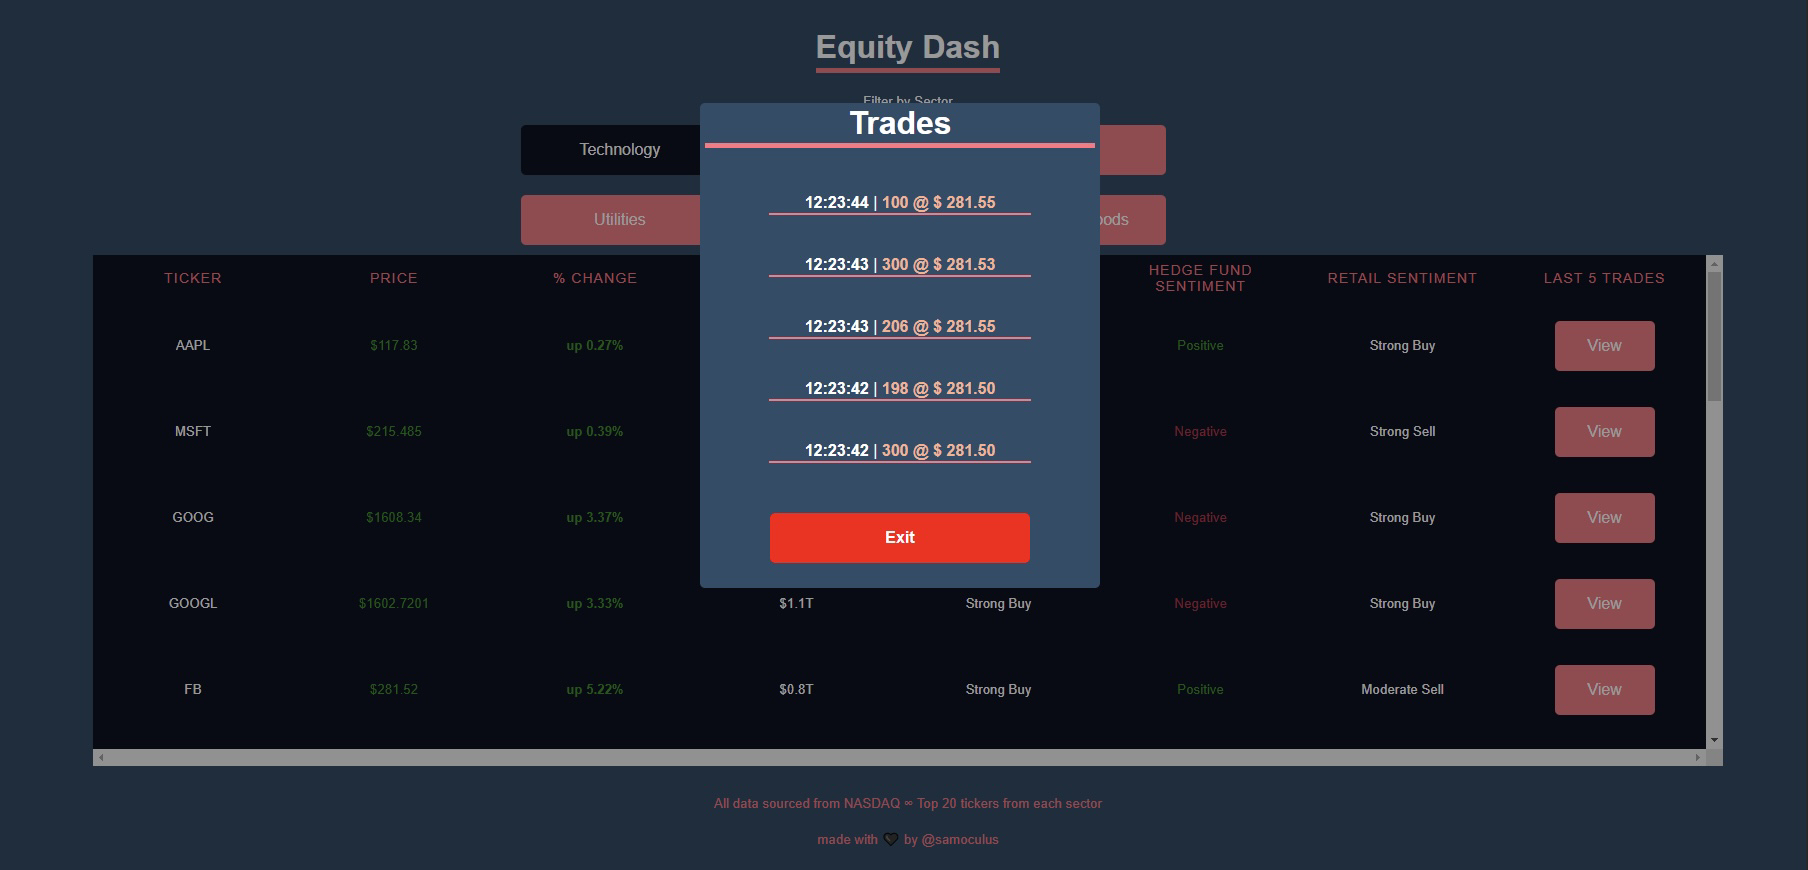 Equity Dash
Filter by Sector
Trades
Technology
Utilities
12:23:44 | 100 @ $ 281.55
12:23:43 | 300 @ $ 281.53
12:23:43 | 206 @ $ 281.55
12:23:42 | 198 @ $ 281.50
12:23:42 | 300 @ $ 281.50
Exit
TICKER PRICE % CHANGE HEDGE FUND SENTIMENT RETAIL SENTIMENT LAST 5 TRADES
AAPL $117.83 up 0.27% Positive Strong Buy View
MSFT $215.485 up 0.39% Negative Strong Sell View
GOOG $1608.34 up 3.37% Negative Strong Buy View
GOOGL $1602.7201 up 3.33% $1.1T Strong Buy Negative Strong Buy View
FB $281.52 up 5.22% $0.8T Strong Buy Positive Moderate Sell View
All data sourced from NASDAQ ∞ Top 20 tickers from each sector
made with 🖤 by @samoculus